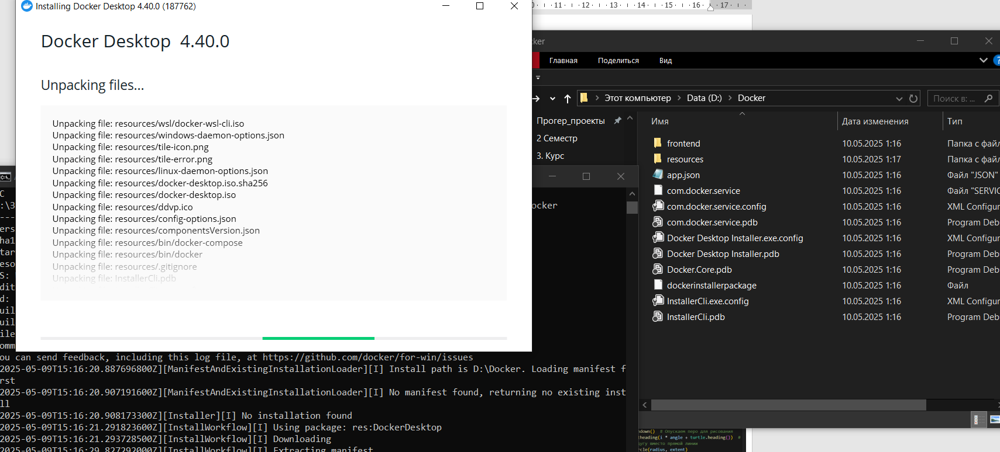 Installing Docker Desktop 4.40.0 (187762)
Docker Desktop 4.40.0
Unpacking files...
Unpacking file: resources/wsl/docker-wsl-cli.iso
Unpacking file: resources/windows-daemon-options.json
Unpacking file: resources/tile-icon.png
Unpacking file: resources/tile-error.png
Unpacking file: resources/linux-daemon-options.json
Unpacking file: resources/docker-desktop.iso.sha256
Unpacking file: resources/docker-desktop.iso
Unpacking file: resources/ddvp.ico
Unpacking file: resources/config-options.json
Unpacking file: resources/componentsVersion.json
Unpacking file: resources/bin/docker-compose
Unpacking file: resources/bin/docker
Unpacking file: resources/.gitignore
Unpacking file: InstallerCli.pdb
11 12 13 14 15 16 17
cker
Главная Поделиться Вид
Этот компьютер Data (D:) Docker
Поиск в: ...
Прогер_проекты
2 Семестр
3. Курс
Имя Дата изменения Тип
frontend 10.05.2025 1:16 Папка с файл
resources 10.05.2025 1:17 Папка с файл
app.json 10.05.2025 1:16 Файл "JSON"
com.docker.service 10.05.2025 1:16 Файл "SERVIC
com.docker.service.config 10.05.2025 1:16 XML Configur
com.docker.service.pdb 10.05.2025 1:16 Program Deb
Docker Desktop Installer.exe.config 10.05.2025 1:16 XML Configur
Docker Desktop Installer.pdb 10.05.2025 1:16 Program Deb
Docker.Core.pdb 10.05.2025 1:16 Program Deb
dockerinstallerpackage 10.05.2025 1:16 Файл
InstallerCli.exe.config 10.05.2025 1:16 XML Configur
InstallerCli.pdb 10.05.2025 1:16 Program Deb
C
:\3
ocker
----
ers
ha1
tar
eso
S:
dit
d:
uil
uil
ile
omm
ou can send feedback, including this log file, at https://github.com/docker/for-win/issues
2025-05-09T15:16:20.887696800Z][ManifestAndExistingInstallationLoader][I] Install path is D:\Docker. Loading manifest f
rst
2025-05-09T15:16:20.907191600Z][ManifestAndExistingInstallationLoader][I] No manifest found, returning no existing inst
ll
2025-05-09T15:16:20.908173300Z][Installer][I] No installation found
2025-05-09T15:16:21.291823600Z][InstallWorkflow][I] Using package: res:DockerDesktop
2025-05-09T15:16:21.293728500Z][InstallWorkflow][I] Downloading
2025-05-09T15:16:29.827292000Z][InstallWorkflow][I] Extracting manifest
ndown() # Опускаем перо для рисования
theading(i * angle + turtle.heading()) #
дугу вместо прямой линии
rcle(radius, extent)